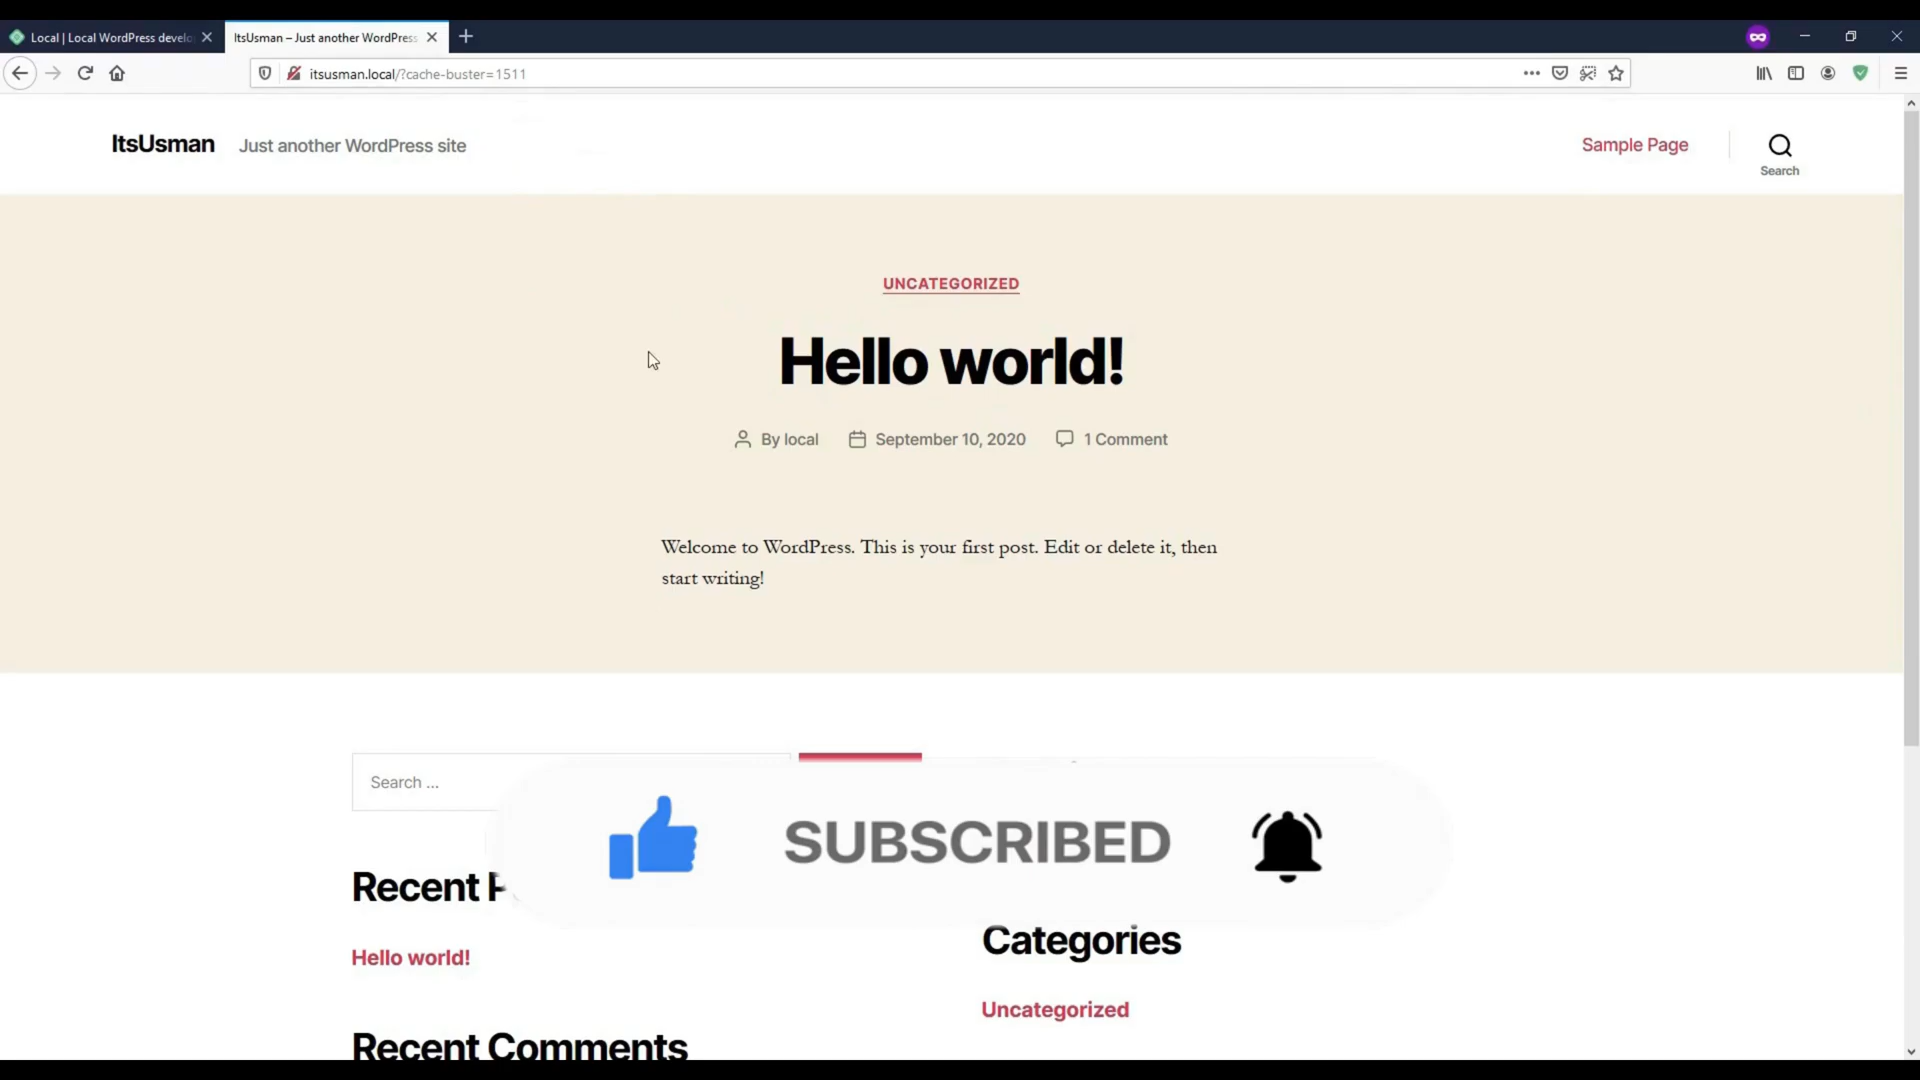 Local | Local WordPress develo
ItsUsman – Just another WordPress
itsusman.local/?cache-buster=1511
ItsUsman
Just another WordPress site
Sample Page
Search
UNCATEGORIZED
Hello world!
By local
September 10, 2020
1 Comment
Welcome to WordPress. This is your first post. Edit or delete it, then
start writing!
Search ...
SUBSCRIBED
Recent P
Categories
Hello world!
Uncategorized
Recent Comments